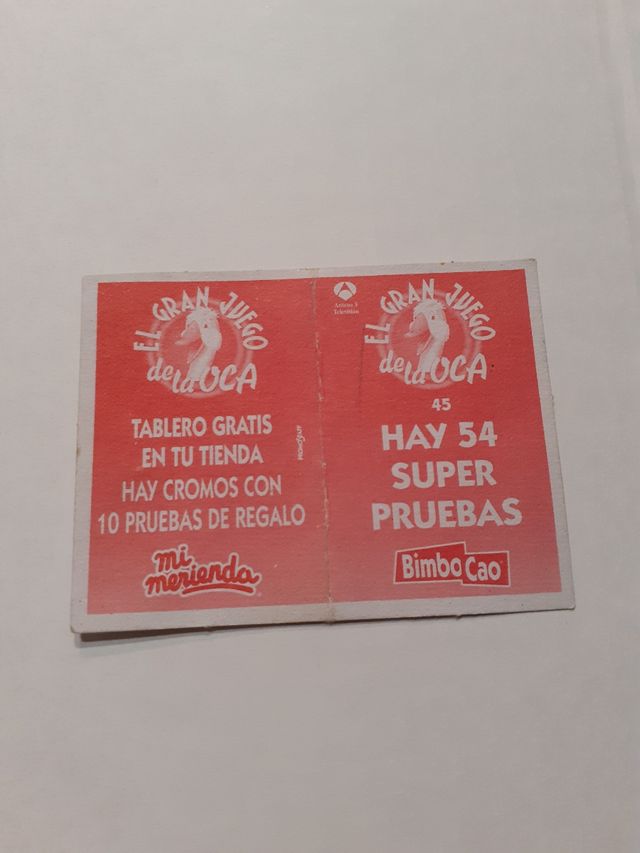 EL GRAN JUEGO
de la OCA
TABLERO GRATIS
EN TU TIENDA
HAY CROMOS CON
10 PRUEBAS DE REGALO
mi
merienda®
Antena 3
Televisión
EL GRAN JUEGO
de la OCA
45
HAY 54
SUPER
PRUEBAS
Bimbo Cao®